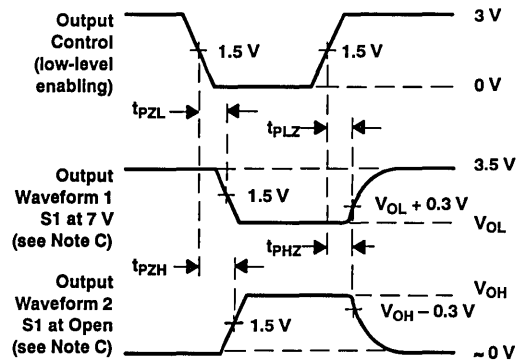 Output
Control
(low-level
enabling)
1.5 V
1.5 V
3 V
0 V
tPZL
tPLZ
Output
Waveform 1
S1 at 7 V
(see Note C)
1.5 V
3.5 V
VOL + 0.3 V
VOL
tPHZ
tPZH
Output
Waveform 2
S1 at Open
(see Note C)
1.5 V
VOH
VOH – 0.3 V
≈ 0 V